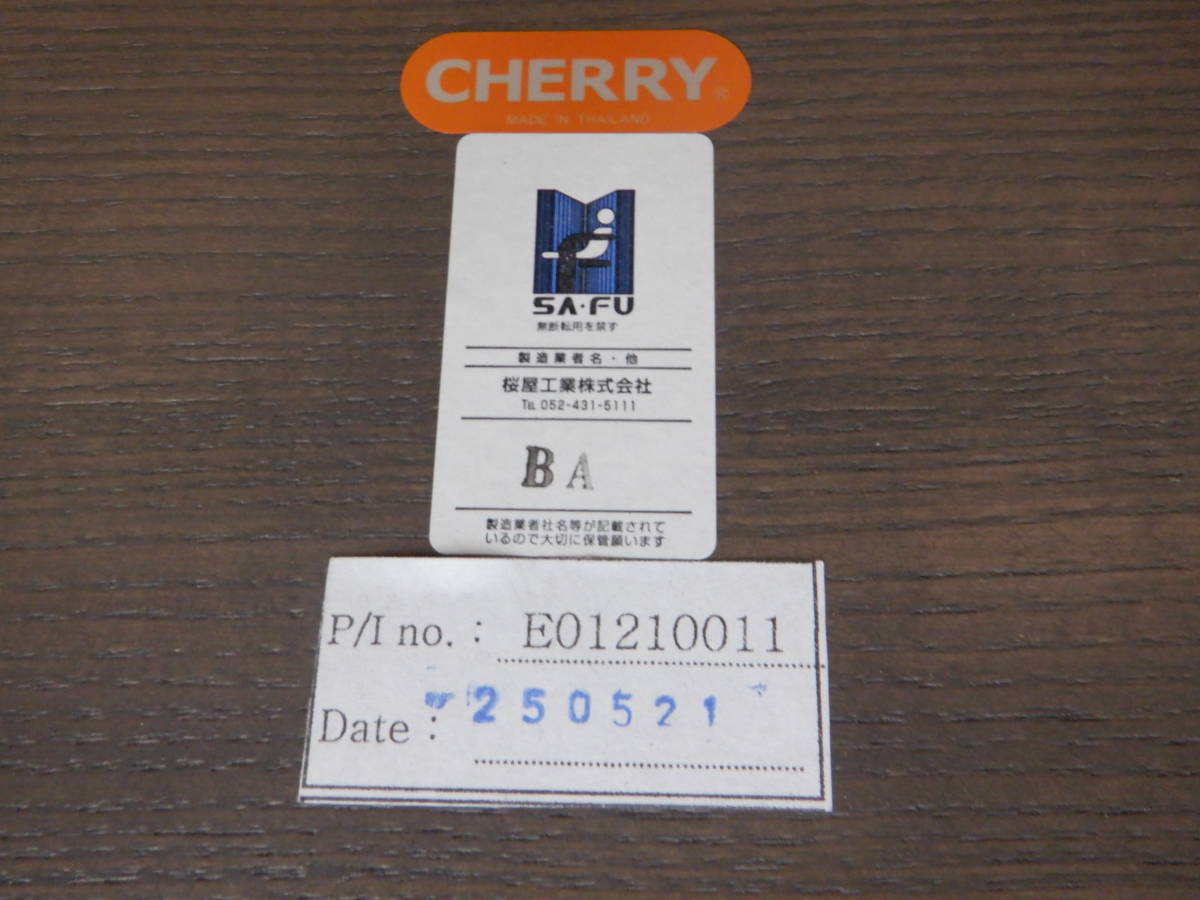 CHERRY®
MADE IN THAILAND
SA・FU
無断転用を禁ず
製造業者名・他
桜屋工業株式会社
TEL 052-431-5111
BA
製造業者社名等が記載されて
いるので大切に保管願います
P/I no. : E01210011
Date : 250521